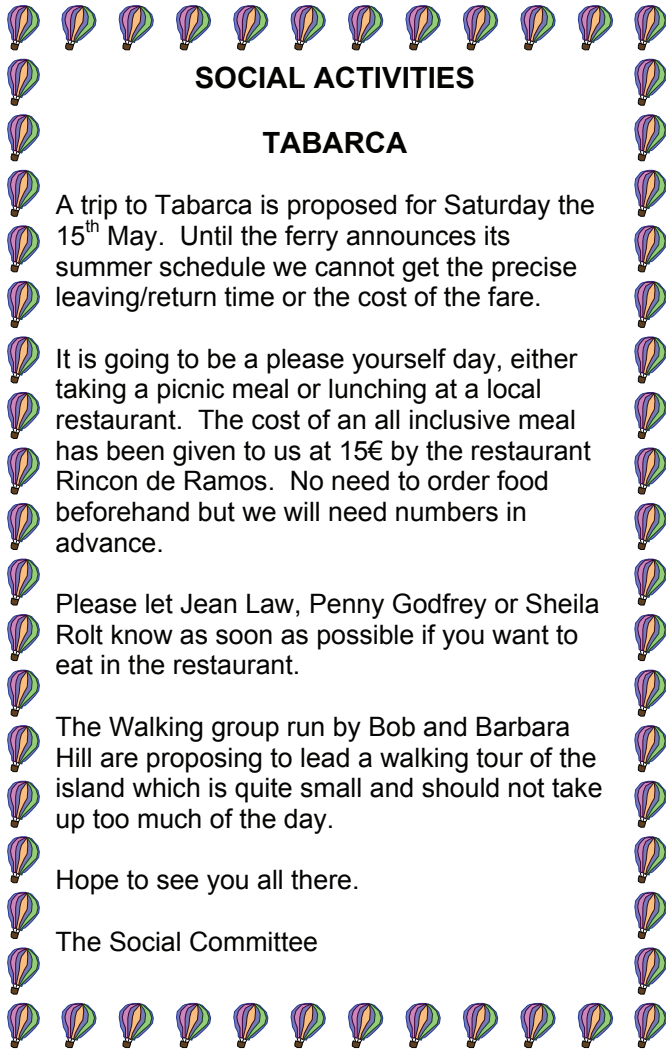 SOCIAL ACTIVITIES
TABARCA
A trip to Tabarca is proposed for Saturday the
15th May.  Until the ferry announces its
summer schedule we cannot get the precise
leaving/return time or the cost of the fare.
It is going to be a please yourself day, either
taking a picnic meal or lunching at a local
restaurant.  The cost of an all inclusive meal
has been given to us at 15€ by the restaurant
Rincon de Ramos.  No need to order food
beforehand but we will need numbers in
advance.
Please let Jean Law, Penny Godfrey or Sheila
Rolt know as soon as possible if you want to
eat in the restaurant.
The Walking group run by Bob and Barbara
Hill are proposing to lead a walking tour of the
island which is quite small and should not take
up too much of the day.
Hope to see you all there.
The Social Committee